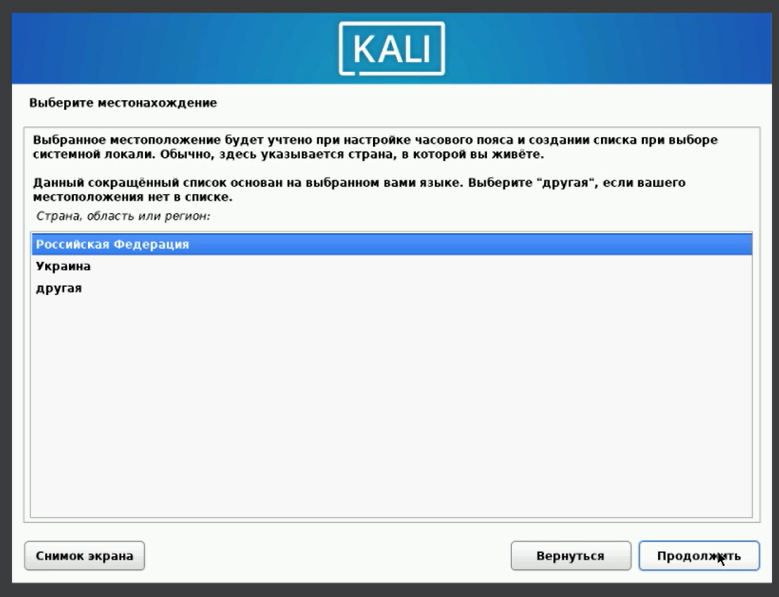 KALI
Выберите местонахождение
Выбранное местоположение будет учтено при настройке часового пояса и создании списка при выборе
системной локали. Обычно, здесь указывается страна, в которой вы живёте.
Данный сокращённый список основан на выбранном вами языке. Выберите "другая", если вашего
местоположения нет в списке.
Страна, область или регион:
Российская Федерация
Украина
другая
Снимок экрана
Вернуться
Продолжить